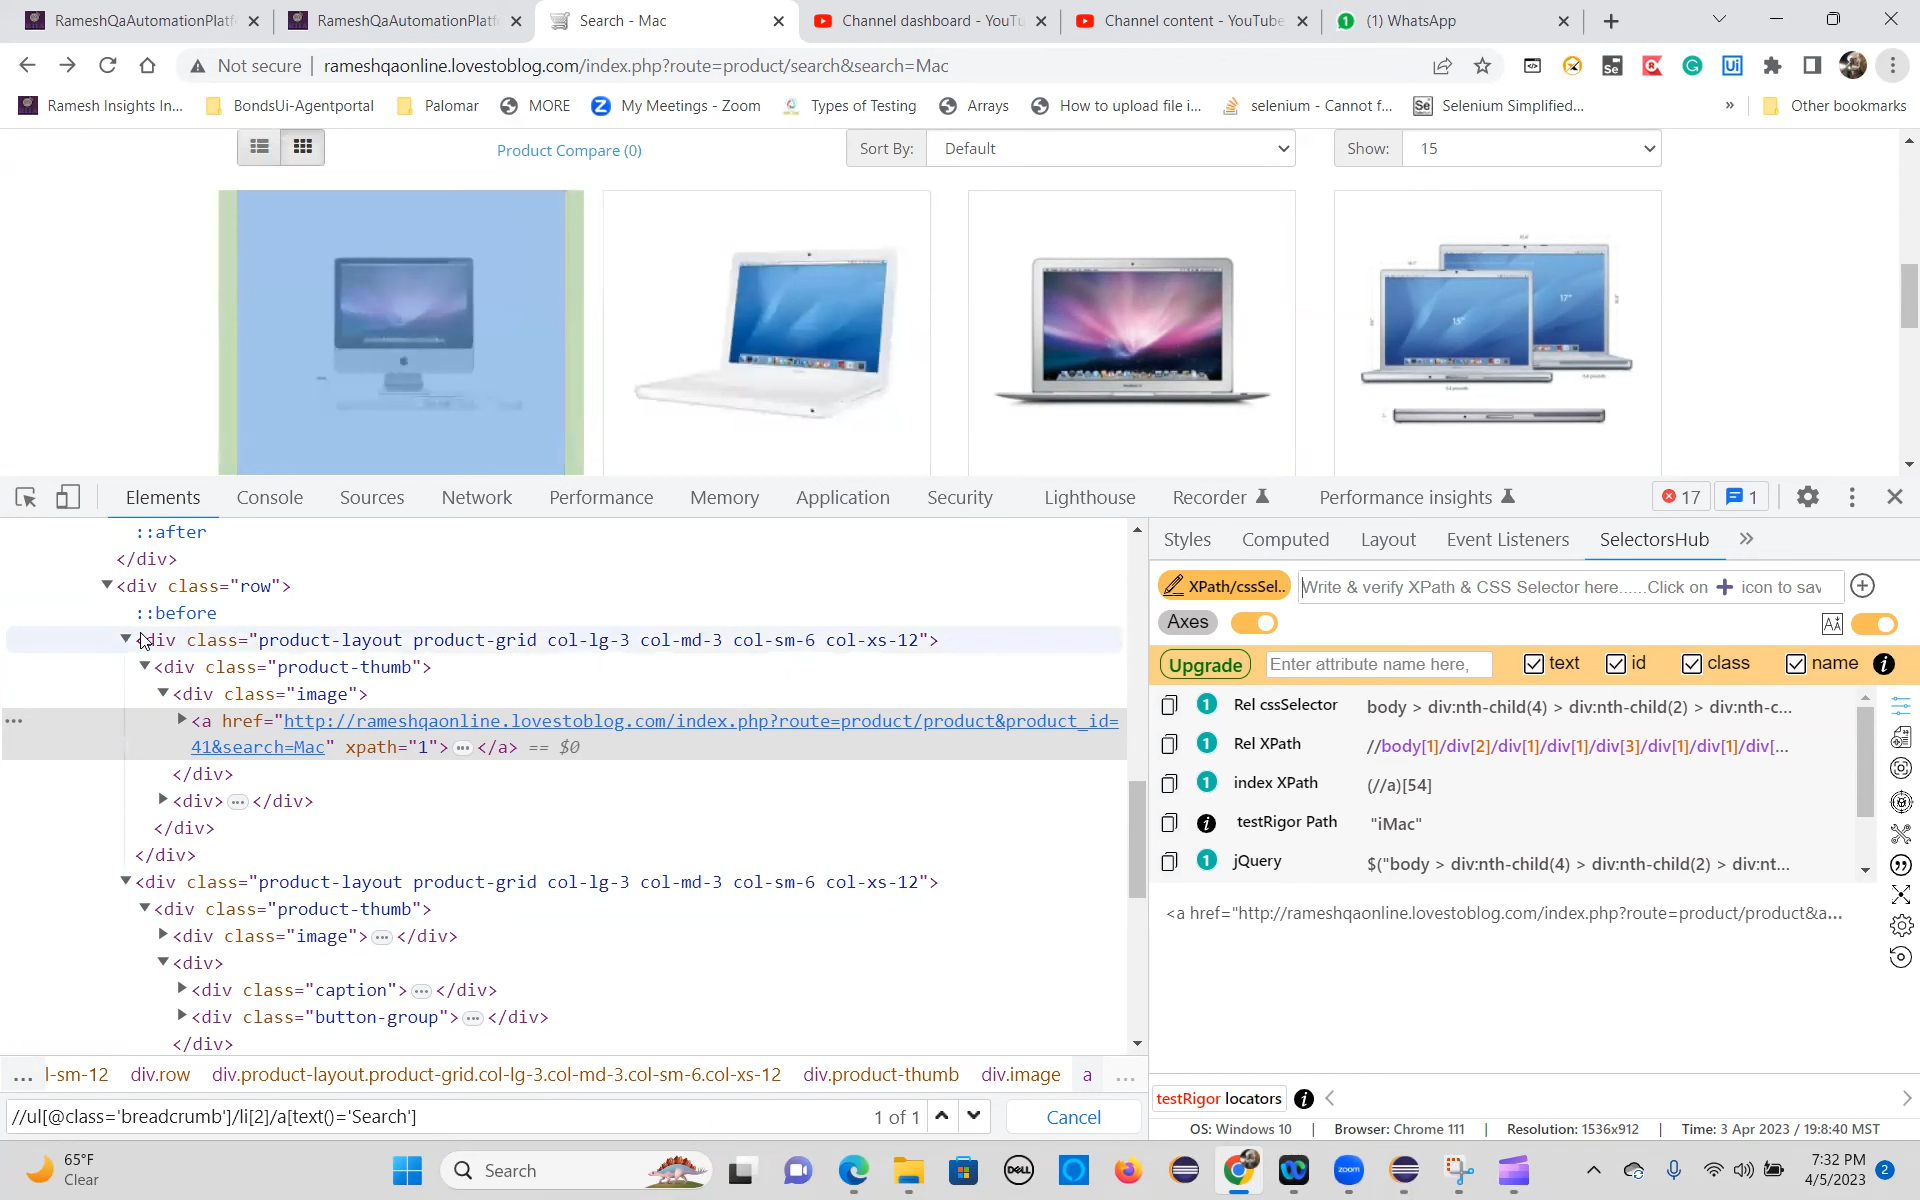 RameshQaAutomationPlatf
RameshQaAutomationPlatf
Search - Mac
Channel dashboard - YouTu
Channel content - YouTube
(1) WhatsApp
Not secure
rameshqaonline.lovestoblog.com/index.php?route=product/search&search=Mac
Ramesh Insights In...
BondsUi-Agentportal
Palomar
MORE
My Meetings - Zoom
Types of Testing
Arrays
How to upload file i...
selenium - Cannot f...
Selenium Simplified...
»
Other bookmarks
Product Compare (0)
Sort By:
Default
Show:
15
17"
15"
Elements
Console
Sources
Network
Performance
Memory
Application
Security
Lighthouse
Recorder
Performance insights
17
1
::after
</div>
<div class="row">
::before
<div class="product-layout product-grid col-lg-3 col-md-3 col-sm-6 col-xs-12">
<div class="product-thumb">
<div class="image">
<a href="http://rameshqaonline.lovestoblog.com/index.php?route=product/product&product_id=
41&search=Mac" xpath="1"> … </a> == $0
</div>
<div> … </div>
</div>
</div>
<div class="product-layout product-grid col-lg-3 col-md-3 col-sm-6 col-xs-12">
<div class="product-thumb">
<div class="image"> … </div>
<div>
<div class="caption"> … </div>
<div class="button-group"> … </div>
</div>
... l-sm-12 div.row div.product-layout.product-grid.col-lg-3.col-md-3.col-sm-6.col-xs-12 div.product-thumb div.image a ...
//ul[@class='breadcrumb']/li[2]/a[text()='Search']
1 of 1
Cancel
Styles
Computed
Layout
Event Listeners
SelectorsHub
»
XPath/cssSel..
Write & verify XPath & CSS Selector here......Click on + icon to sav
Axes
Upgrade
Enter attribute name here,
text
id
class
name
1 Rel cssSelector body > div:nth-child(4) > div:nth-child(2) > div:nth-c...
1 Rel XPath //body[1]/div[2]/div[1]/div[1]/div[3]/div[1]/div[1]/div[...
1 index XPath (//a)[54]
testRigor Path "iMac"
1 jQuery $("body > div:nth-child(4) > div:nth-child(2) > div:nt...
<a href="http://rameshqaonline.lovestoblog.com/index.php?route=product/product&a...
testRigor locators
OS: Windows 10 | Browser: Chrome 111 | Resolution: 1536x912 | Time: 3 Apr 2023 / 19:8:40 MST
65°F
Clear
Search
DELL
zoom
7:32 PM
4/5/2023
2